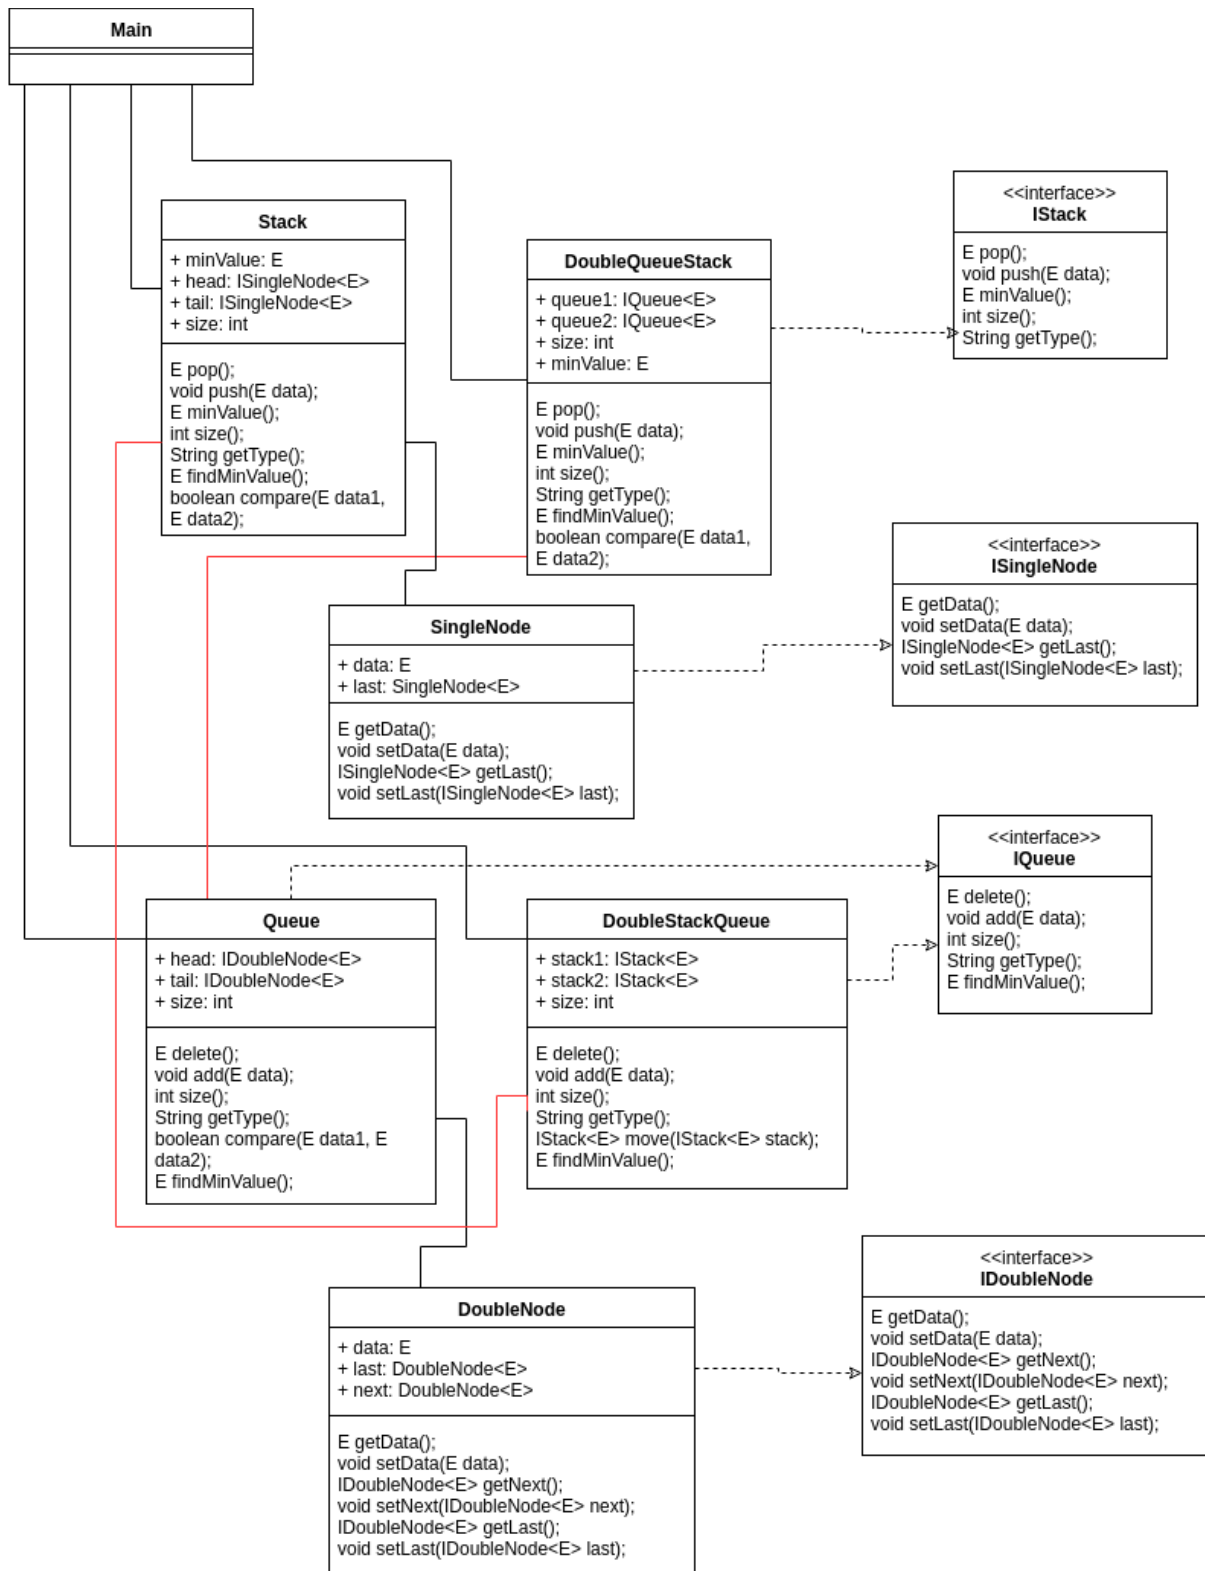 Main
Stack
+ minValue: E
+ head: ISingleNode<E>
+ tail: ISingleNode<E>
+ size: int
E pop();
void push(E data);
E minValue();
int size();
String getType();
E findMinValue();
boolean compare(E data1,
E data2);
DoubleQueueStack
+ queue1: IQueue<E>
+ queue2: IQueue<E>
+ size: int
+ minValue: E
E pop();
void push(E data);
E minValue();
int size();
String getType();
E findMinValue();
boolean compare(E data1,
E data2);
<<interface>>
IStack
E pop();
void push(E data);
E minValue();
int size();
String getType();
<<interface>>
ISingleNode
E getData();
void setData(E data);
ISingleNode<E> getLast();
void setLast(ISingleNode<E> last);
SingleNode
+ data: E
+ last: SingleNode<E>
E getData();
void setData(E data);
ISingleNode<E> getLast();
void setLast(ISingleNode<E> last);
<<interface>>
IQueue
E delete();
void add(E data);
int size();
String getType();
E findMinValue();
Queue
+ head: IDoubleNode<E>
+ tail: IDoubleNode<E>
+ size: int
E delete();
void add(E data);
int size();
String getType();
boolean compare(E data1, E
data2);
E findMinValue();
DoubleStackQueue
+ stack1: IStack<E>
+ stack2: IStack<E>
+ size: int
E delete();
void add(E data);
int size();
String getType();
IStack<E> move(IStack<E> stack);
E findMinValue();
<<interface>>
IDoubleNode
E getData();
void setData(E data);
IDoubleNode<E> getNext();
void setNext(IDoubleNode<E> next);
IDoubleNode<E> getLast();
void setLast(IDoubleNode<E> last);
DoubleNode
+ data: E
+ last: DoubleNode<E>
+ next: DoubleNode<E>
E getData();
void setData(E data);
IDoubleNode<E> getNext();
void setNext(IDoubleNode<E> next);
IDoubleNode<E> getLast();
void setLast(IDoubleNode<E> last);